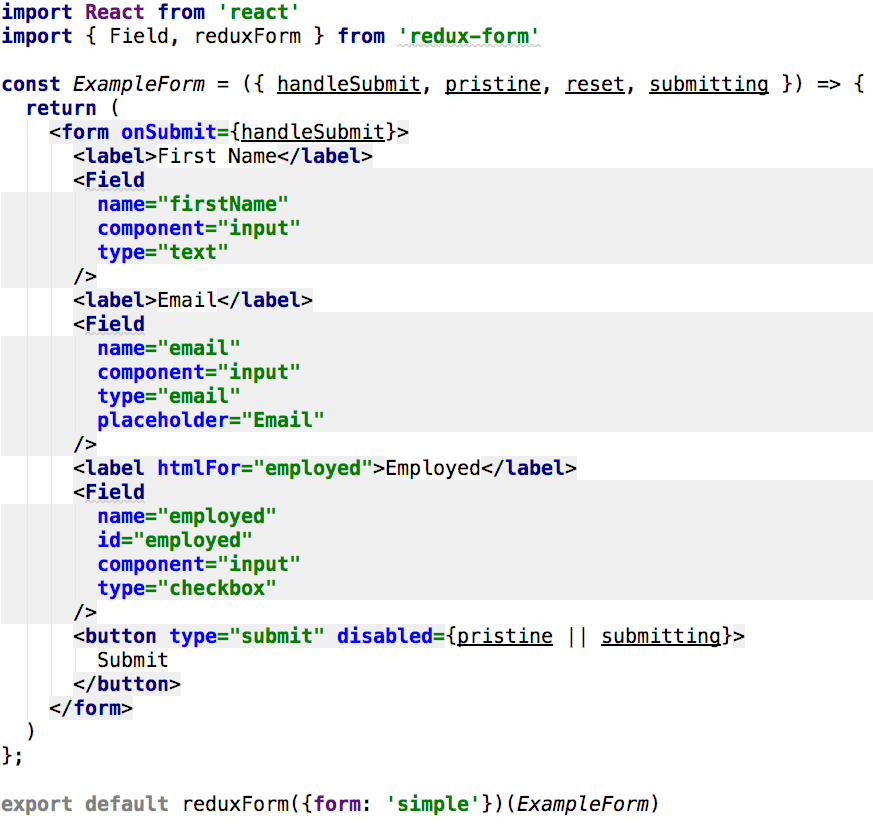 import React from 'react'
import { Field, reduxForm } from 'redux-form'

const ExampleForm = ({ handleSubmit, pristine, reset, submitting }) => {
  return (
    <form onSubmit={handleSubmit}>
      <label>First Name</label>
      <Field
        name="firstName"
        component="input"
        type="text"
      />
      <label>Email</label>
      <Field
        name="email"
        component="input"
        type="email"
        placeholder="Email"
      />
      <label htmlFor="employed">Employed</label>
      <Field
        name="employed"
        id="employed"
        component="input"
        type="checkbox"
      />
      <button type="submit" disabled={pristine || submitting}>
        Submit
      </button>
    </form>
  )
};

export default reduxForm({form: 'simple'})(ExampleForm)